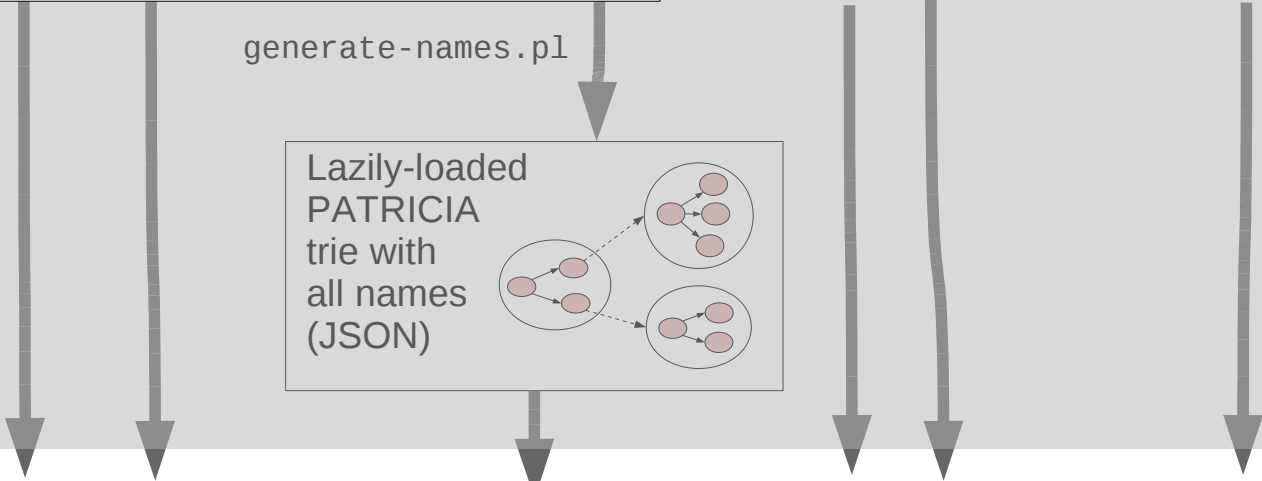 generate-names.pl
Lazily-loaded
PATRICIA
trie with
all names
(JSON)